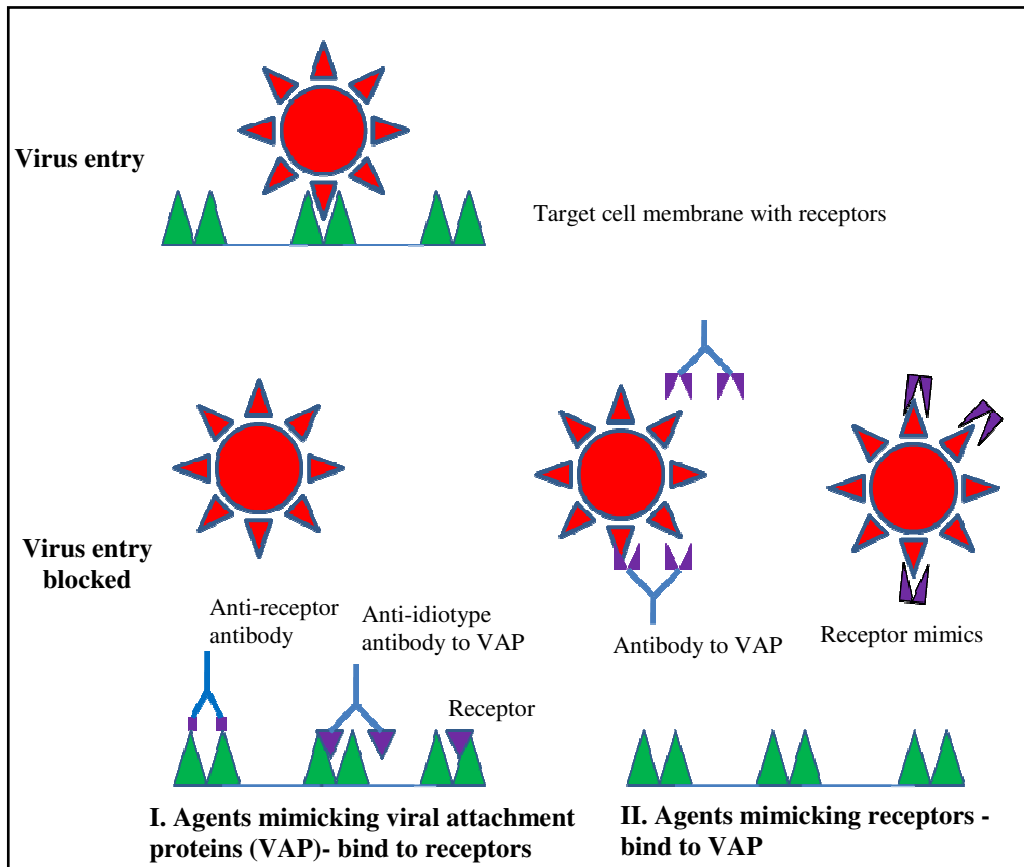 Virus entry
Target cell membrane with receptors
Virus entry
blocked
Anti-receptor
antibody
Anti-idiotype
antibody to VAP
Receptor
Antibody to VAP
Receptor mimics
I. Agents mimicking viral attachment
proteins (VAP)- bind to receptors
II. Agents mimicking receptors -
bind to VAP